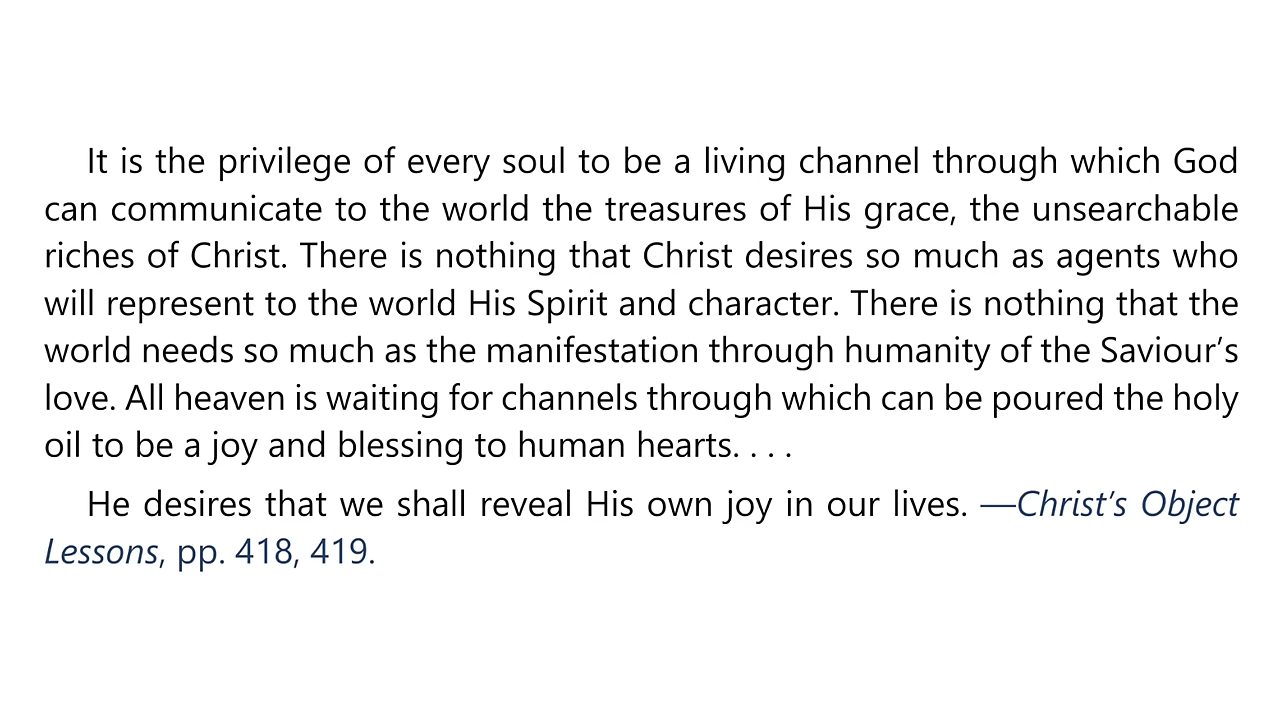 It is the privilege of every soul to be a living channel through which God
can communicate to the world the treasures of His grace, the unsearchable
riches of Christ. There is nothing that Christ desires so much as agents who
will represent to the world His Spirit and character. There is nothing that the
world needs so much as the manifestation through humanity of the Saviour’s
love. All heaven is waiting for channels through which can be poured the holy
oil to be a joy and blessing to human hearts. . . .
He desires that we shall reveal His own joy in our lives. —Christ’s Object
Lessons, pp. 418, 419.